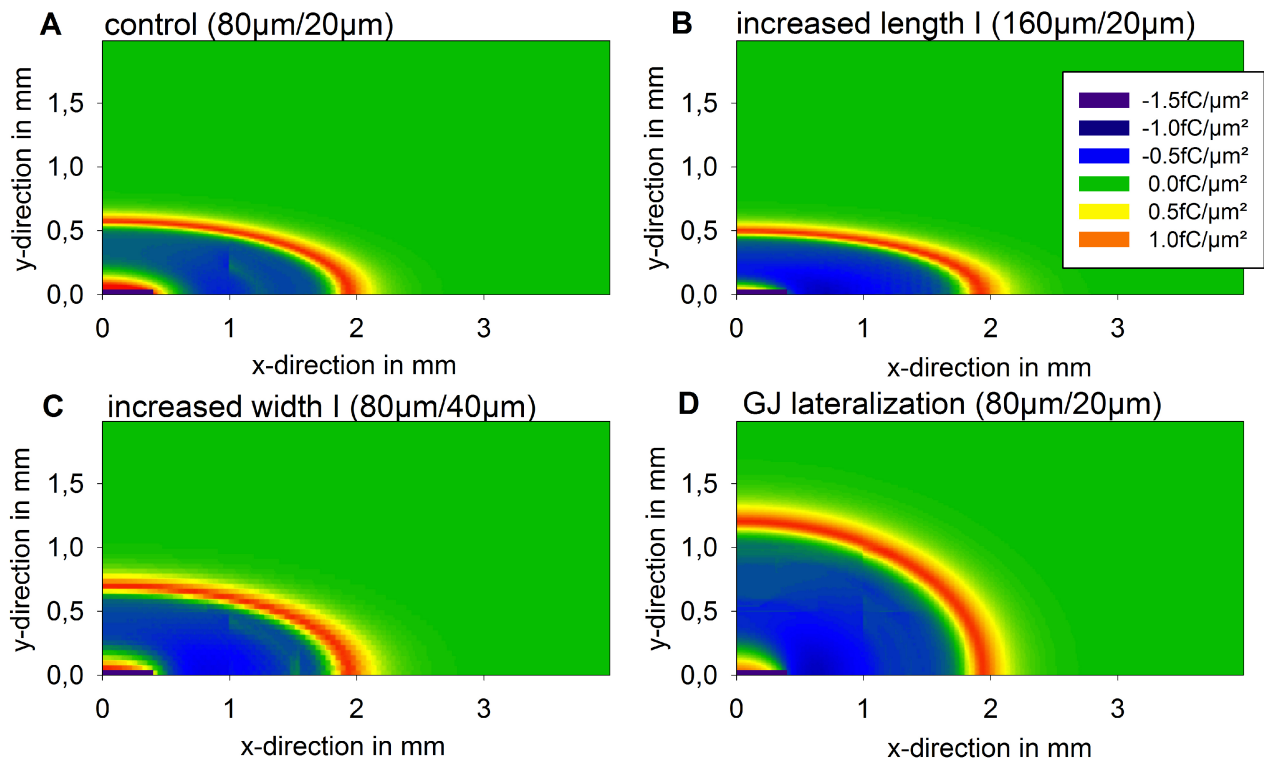 A control (80µm/20µm)
y-direction in mm
1,5
1,0
0,5
0,0
0 1 2 3
x-direction in mm
B increased length I (160µm/20µm)
y-direction in mm
1,5
1,0
0,5
0,0
0 1 2 3
x-direction in mm
-1.5fC/µm²
-1.0fC/µm²
-0.5fC/µm²
0.0fC/µm²
0.5fC/µm²
1.0fC/µm²
C increased width I (80µm/40µm)
y-direction in mm
1,5
1,0
0,5
0,0
0 1 2 3
x-direction in mm
D GJ lateralization (80µm/20µm)
y-direction in mm
1,5
1,0
0,5
0,0
0 1 2 3
x-direction in mm